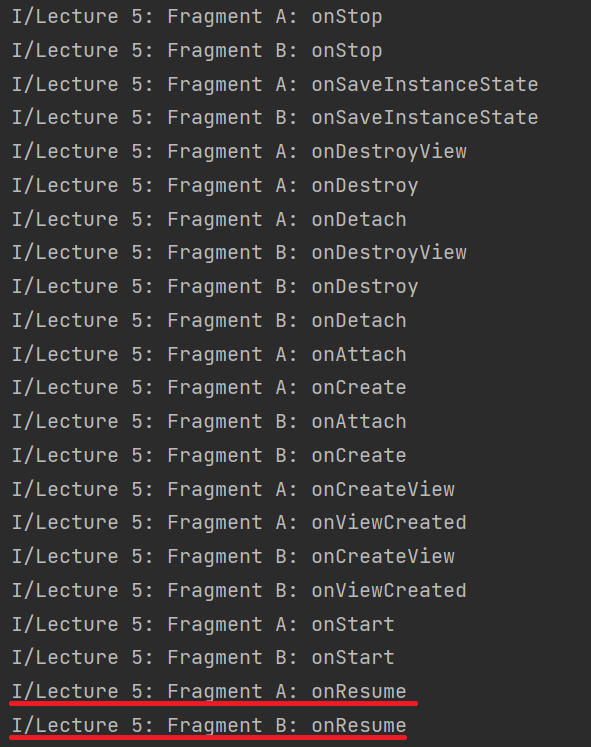 I/Lecture 5: Fragment A: onStop
I/Lecture 5: Fragment B: onStop
I/Lecture 5: Fragment A: onSaveInstanceState
I/Lecture 5: Fragment B: onSaveInstanceState
I/Lecture 5: Fragment A: onDestroyView
I/Lecture 5: Fragment A: onDestroy
I/Lecture 5: Fragment A: onDetach
I/Lecture 5: Fragment B: onDestroyView
I/Lecture 5: Fragment B: onDestroy
I/Lecture 5: Fragment B: onDetach
I/Lecture 5: Fragment A: onAttach
I/Lecture 5: Fragment A: onCreate
I/Lecture 5: Fragment B: onAttach
I/Lecture 5: Fragment B: onCreate
I/Lecture 5: Fragment A: onCreateView
I/Lecture 5: Fragment A: onViewCreated
I/Lecture 5: Fragment B: onCreateView
I/Lecture 5: Fragment B: onViewCreated
I/Lecture 5: Fragment A: onStart
I/Lecture 5: Fragment B: onStart
I/Lecture 5: Fragment A: onResume
I/Lecture 5: Fragment B: onResume